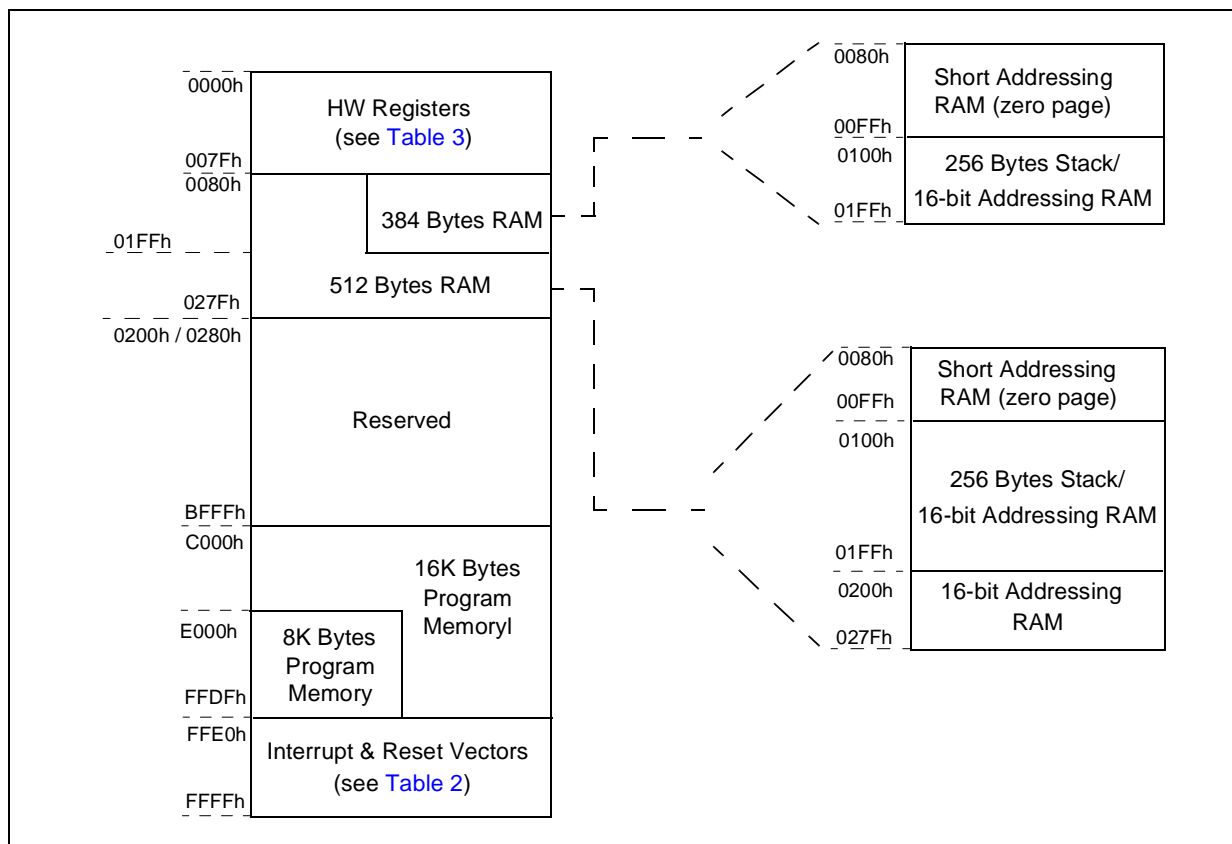 0000h
HW Registers
(see Table 3)
007Fh
0080h
384 Bytes RAM
01FFh
512 Bytes RAM
027Fh
0200h / 0280h
Reserved
BFFFh
C000h
16K Bytes
Program
Memoryl
E000h
8K Bytes
Program
Memory
FFDFh
FFE0h
Interrupt & Reset Vectors
(see Table 2)
FFFFh
0080h
Short Addressing
RAM (zero page)
00FFh
0100h
256 Bytes Stack/
16-bit Addressing RAM
01FFh
0080h
Short Addressing
RAM (zero page)
00FFh
0100h
256 Bytes Stack/
16-bit Addressing RAM
01FFh
0200h
16-bit Addressing
RAM
027Fh